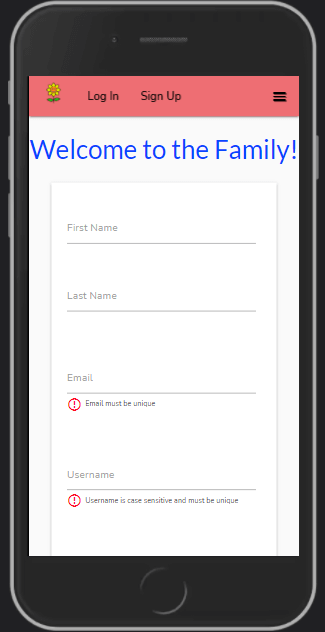 Log In Sign Up
Welcome to the Family!
First Name
Last Name
Email
Email must be unique
Username
Username is case sensitive and must be unique